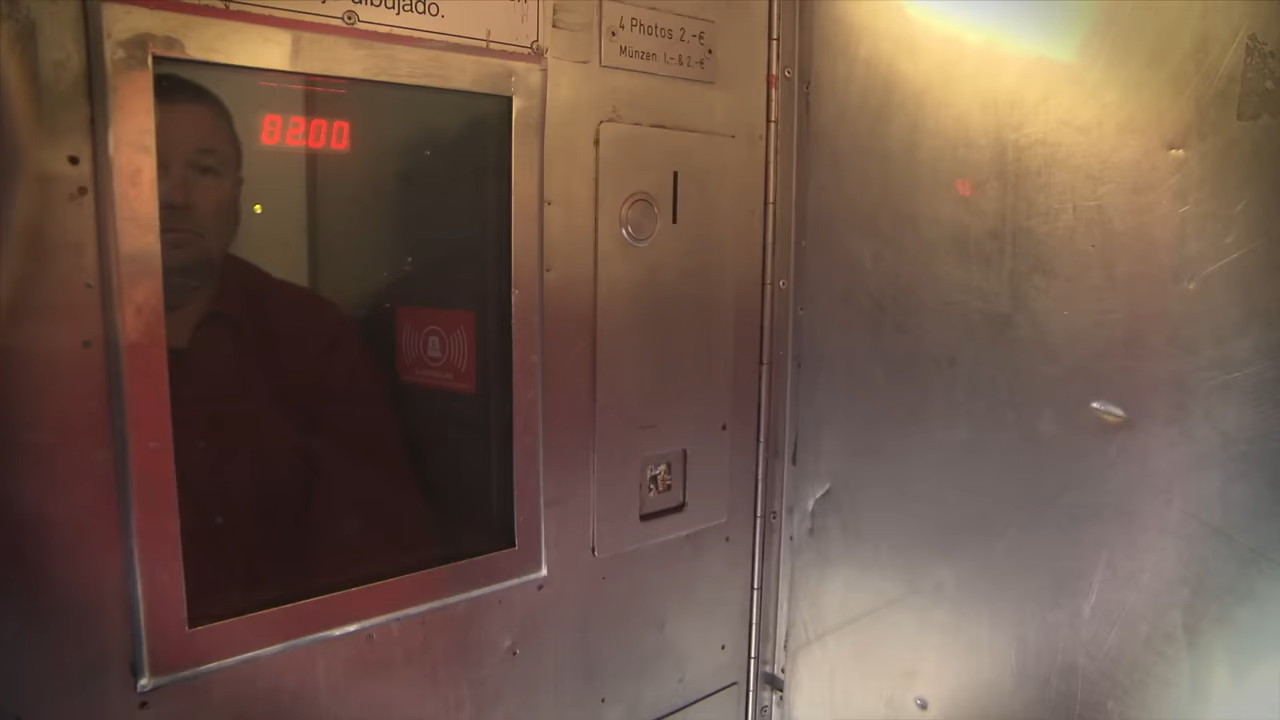 dibujado.
4 Photos 2.-€
Münzen: 1.- & 2.-€
82.00